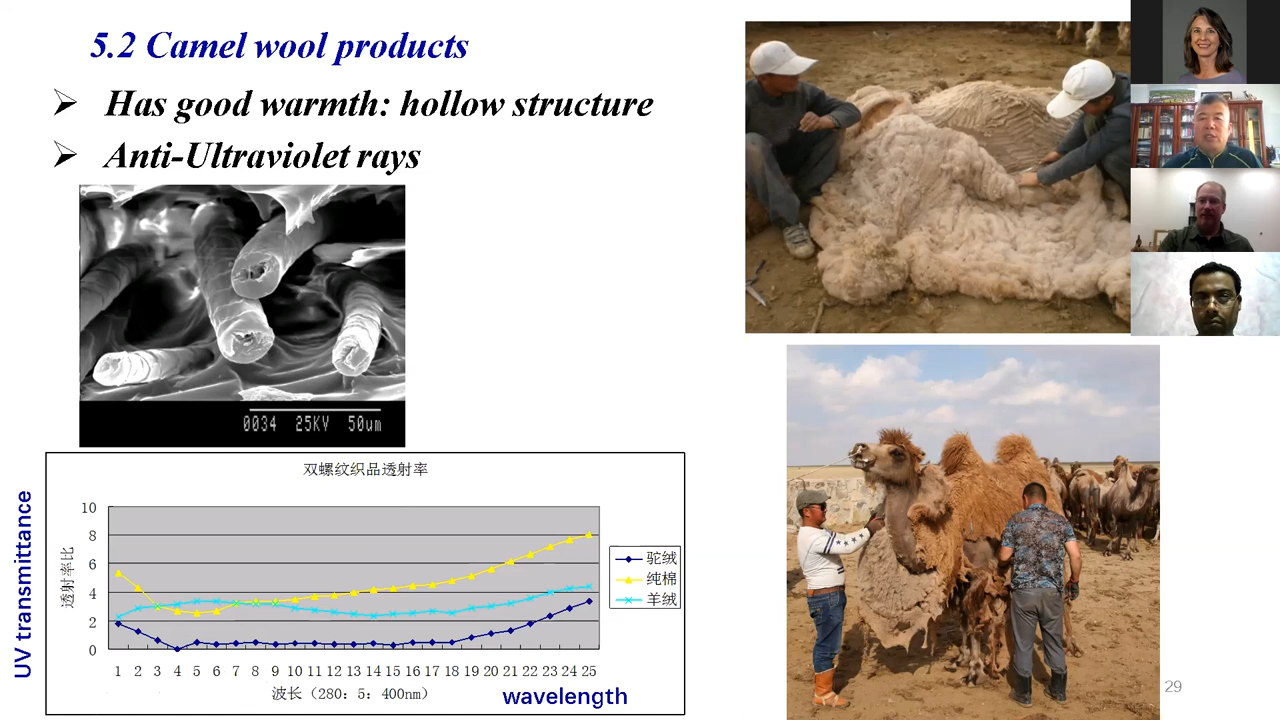 5.2 Camel wool products
➢ Has good warmth: hollow structure
➢ Anti-Ultraviolet rays
0034 25KV 50um
双螺纹织品透射率
UV transmittance
透射率比
10
8
6
4
2
0
1 2 3 4 5 6 7 8 9 10 11 12 13 14 15 16 17 18 19 20 21 22 23 24 25
波长（280：5：400nm）
wavelength
驼绒
纯棉
羊绒
29